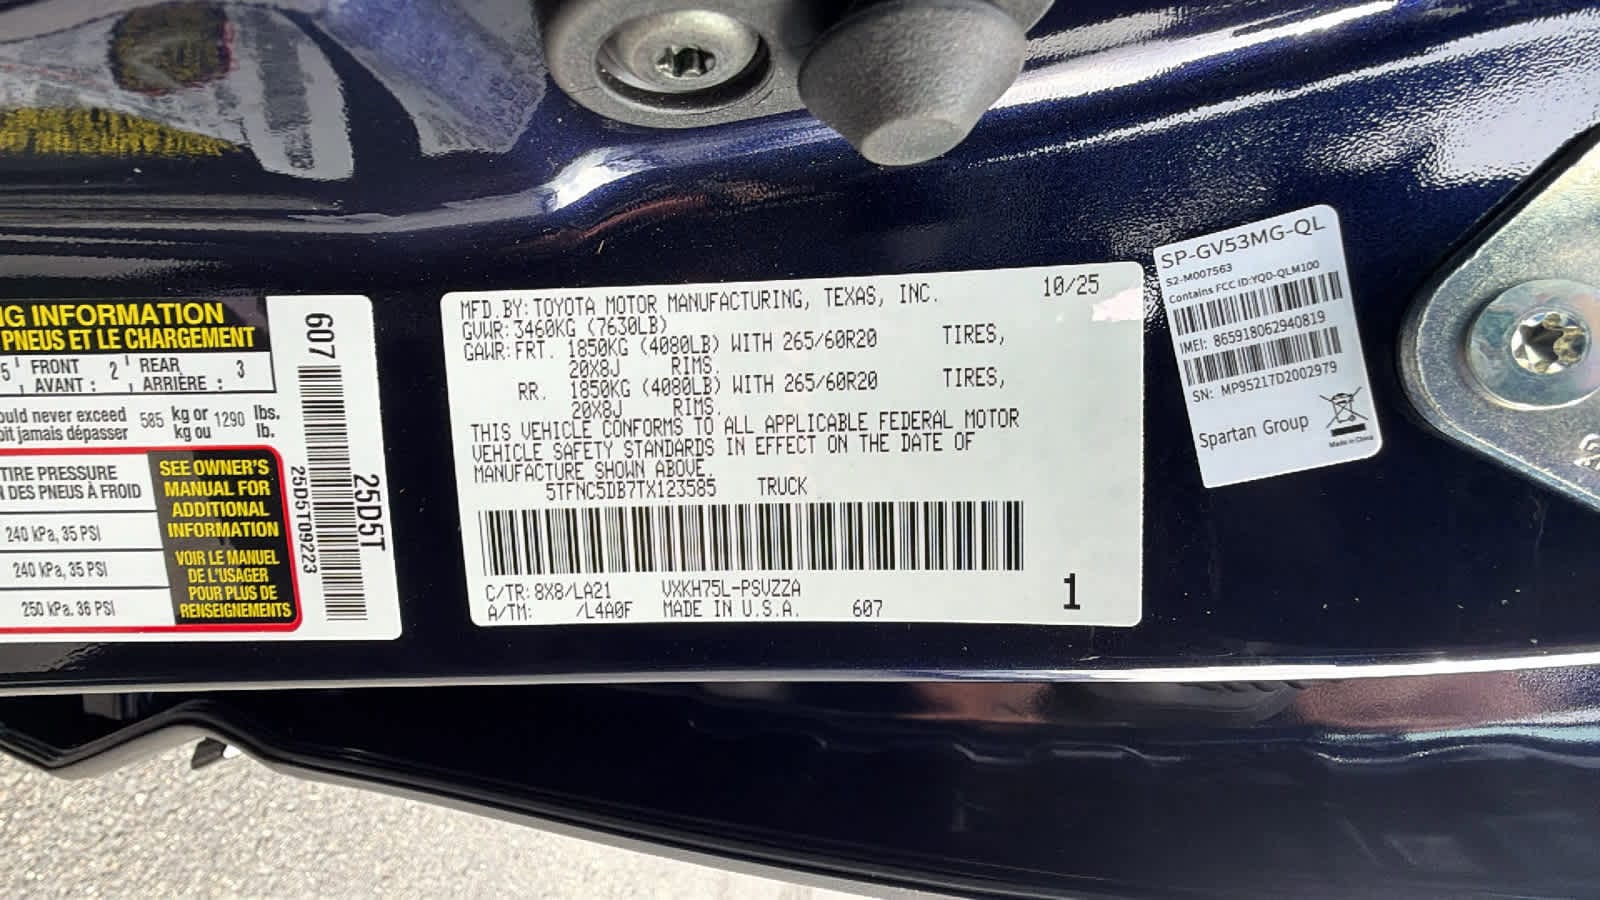 NG INFORMATION
PNEUS ET LE CHARGEMENT
5 FRONT 2 REAR 3
AVANT : ARRIÈRE :
ould never exceed 585 kg or 1290 lbs.
oit jamais dépasser kg ou lb.
TIRE PRESSURE
N DES PNEUS À FROID
240 kPa, 35 PSI
240 kPa, 35 PSI
250 kPa. 36 PSI
SEE OWNER'S
MANUAL FOR
ADDITIONAL
INFORMATION
VOIR LE MANUEL
DE L'USAGER
POUR PLUS DE
RENSEIGNEMENTS
607
25D5T09223
25D5T
MFD.BY: TOYOTA MOTOR MANUFACTURING, TEXAS, INC. 10/25
GVWR: 3460KG (7630LB)
GAWR: FRT. 1850KG (4080LB) WITH 265/60R20 TIRES,
20X8J RIMS.
RR. 1850KG (4080LB) WITH 265/60R20 TIRES,
20X8J RIMS.
THIS VEHICLE CONFORMS TO ALL APPLICABLE FEDERAL MOTOR
VEHICLE SAFETY STANDARDS IN EFFECT ON THE DATE OF
MANUFACTURE SHOWN ABOVE.
5TFNC5DB7TX123585 TRUCK
C/TR: 8X8/LA21 VXKH75L-PSVZZA
A/TM: /L4A0F MADE IN U.S.A. 607
1
SP-GV53MG-QL
S2-M007563
Contains FCC ID:YQD-QLM100
IMEI: 865918062940819
SN: MP95217D2002979
Spartan Group
Made in China